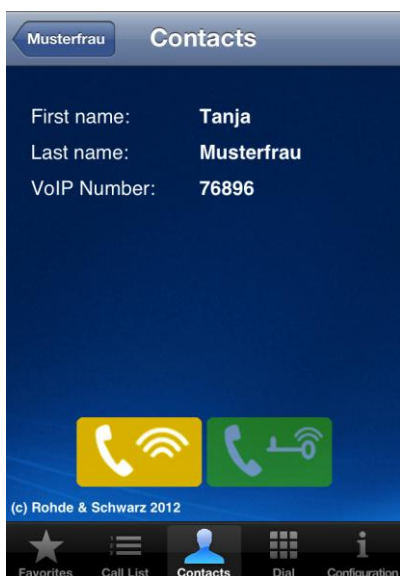 Musterfrau Contacts
First name: Tanja
Last name: Musterfrau
VoIP Number: 76896
(c) Rohde & Schwarz 2012
Favorites Call List Contacts Dial Configuration